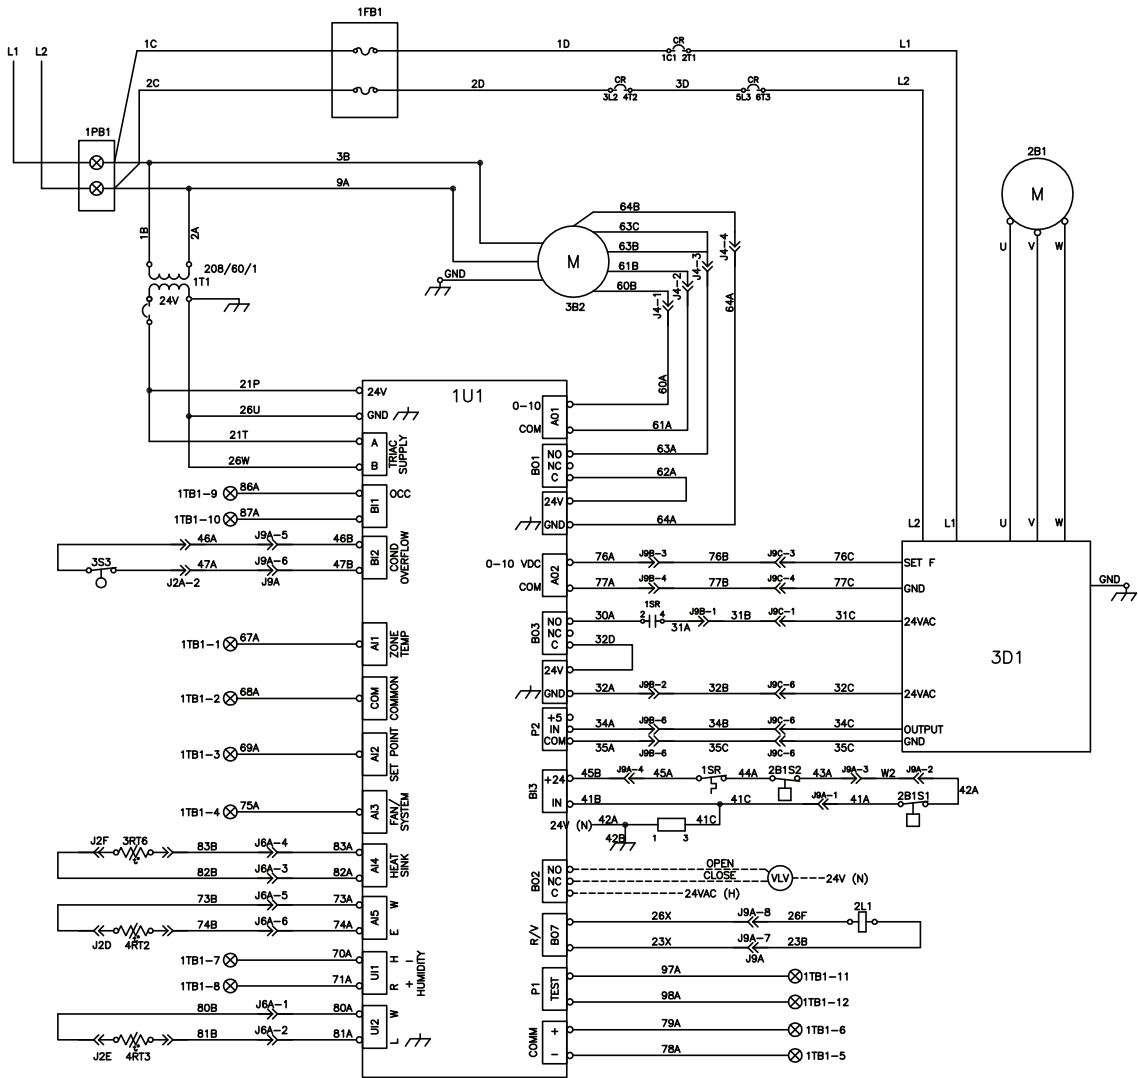 1FB1
L1 L2 1C 1D CR L1
1C1 2T1
2C 2D CR 3D CR L2
3L2 4T2 5L3 6T3
1PB1
3B
9A
2B1
M
1B 2A
64B
63C
63B
61B
60B
J4-4
J4-3
J4-2
J4-1
64A
GND
M
3B2
U V W
208/60/1
1T1
24V
60A
1U1
21P 24V
26U GND
21T A
26W B
TRIAC SUPPLY
0-10
COM
A01
61A
BO1
NO 63A
NC
C 62A
24V
GND 64A
1TB1-9 86A OCC
1TB1-10 87A
BI1
46A J9A-5 46B
3S3 47A J9A-6 47B
J2A-2 J9A
BI2
COND OVERFLOW
L2 L1 U V W
0-10 VDC 76A J9B-3 76B J9C-3 76C SET F
COM 77A J9B-4 77B J9C-4 77C GND
A02
GND
BO3
NO 30A 1SR J9B-1 31B J9C-1 31C 24VAC
2 4 31A
NC
C 32D
24V
GND 32A J9B-2 32B J9C-6 32C 24VAC
3D1
1TB1-1 67A AI1 ZONE TEMP
1TB1-2 68A COM COMMON
1TB1-3 69A AI2 SET POINT
1TB1-4 75A AI3 FAN/ SYSTEM
P2
+5
IN 34A J9B-6 34B J9C-6 34C OUTPUT
COM 35A J9B-6 35C J9C-6 35C GND
BI3
+24 45B J9A-4 45A 1SR 44A 2B1S2 43A J9A-3 W2 J9A-2
IN 41B 41C J9A-1 41A 2B1S1 42A
24V (N) 42A 41C
42B 1 3
J2F 3RT6 83B J6A-4 83A
82B J6A-3 82A
AI4 HEAT SINK
BO2
NO OPEN
NC CLOSE VLV 24V (N)
C 24VAC (H)
73B J6A-5 73A W
J2D 4RT2 74B J6A-6 74A E
AI5
R/V BO7
26X J9A-8 26F 2L1
23X J9A-7 23B
J9A
1TB1-7 70A H -
1TB1-8 71A R +
UI1 HUMIDITY
P1 TEST
97A 1TB1-11
98A 1TB1-12
80B J6A-1 80A W
J2E 4RT3 81B J6A-2 81A L
UI2
COMM
+ 79A 1TB1-6
- 78A 1TB1-5